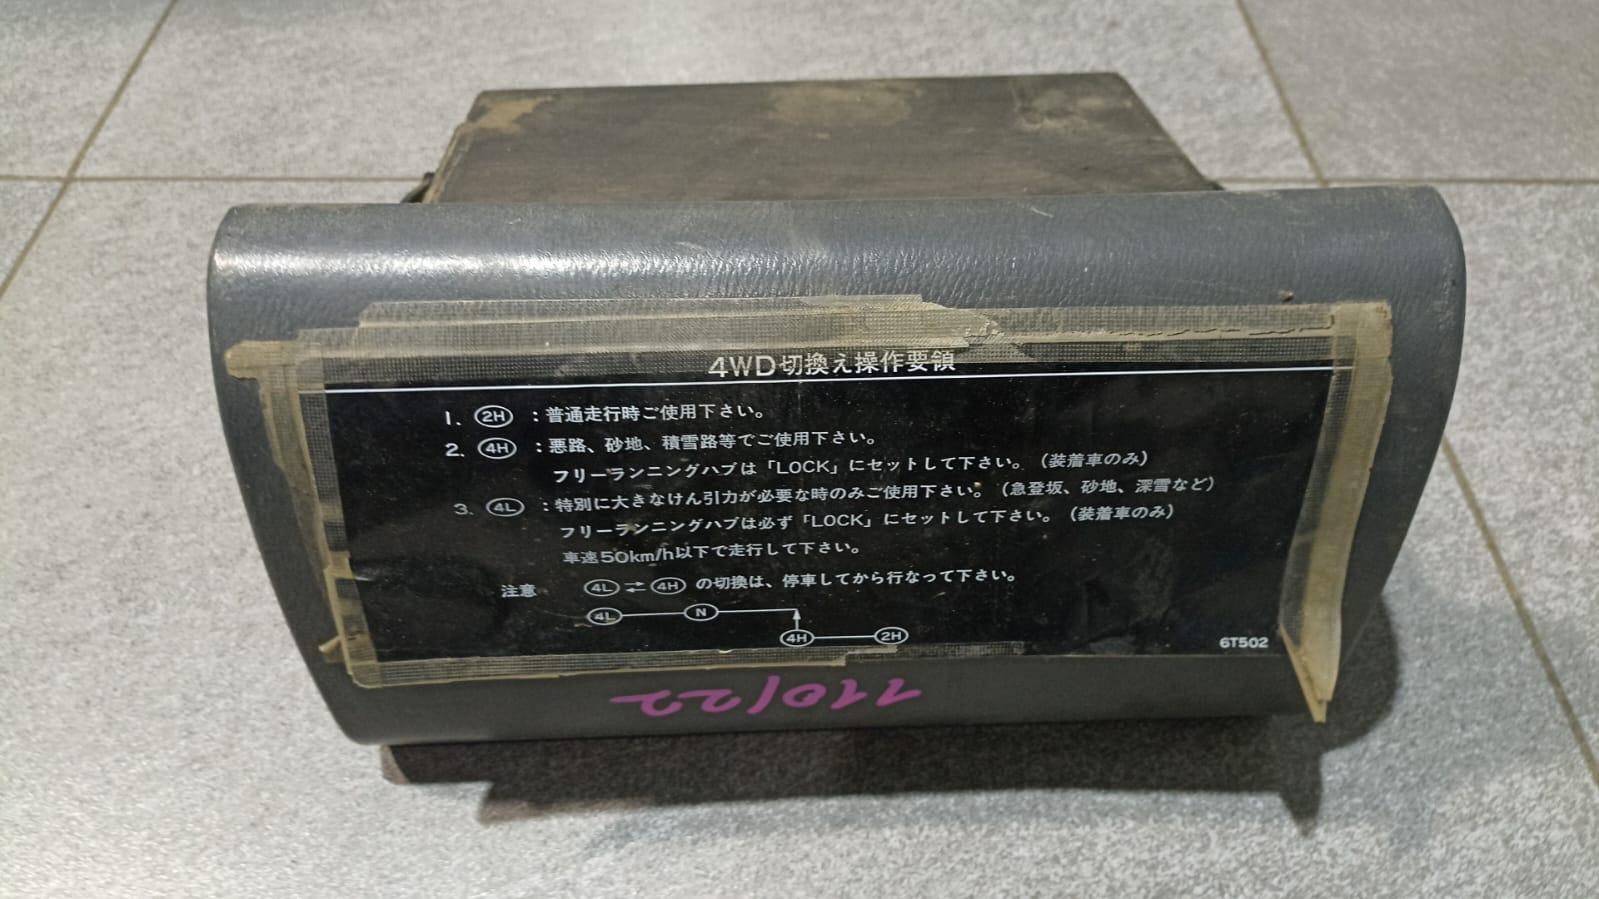 4WD切換え操作要領
1. 2H : 普通走行時ご使用下さい。
2. 4H : 悪路、砂地、積雪路等でご使用下さい。
フリーランニングハブは「LOCK」にセットして下さい。(装着車のみ)
3. 4L : 特別に大きなけん引力が必要な時のみご使用下さい。(急登坂、砂地、深雪など)
フリーランニングハブは必ず「LOCK」にセットして下さい。(装着車のみ)
車速50km/h以下で走行して下さい。
注意 4L ⇄ 4H の切換は、停車してから行なって下さい。
4L N
4H 2H
6T502
110/22